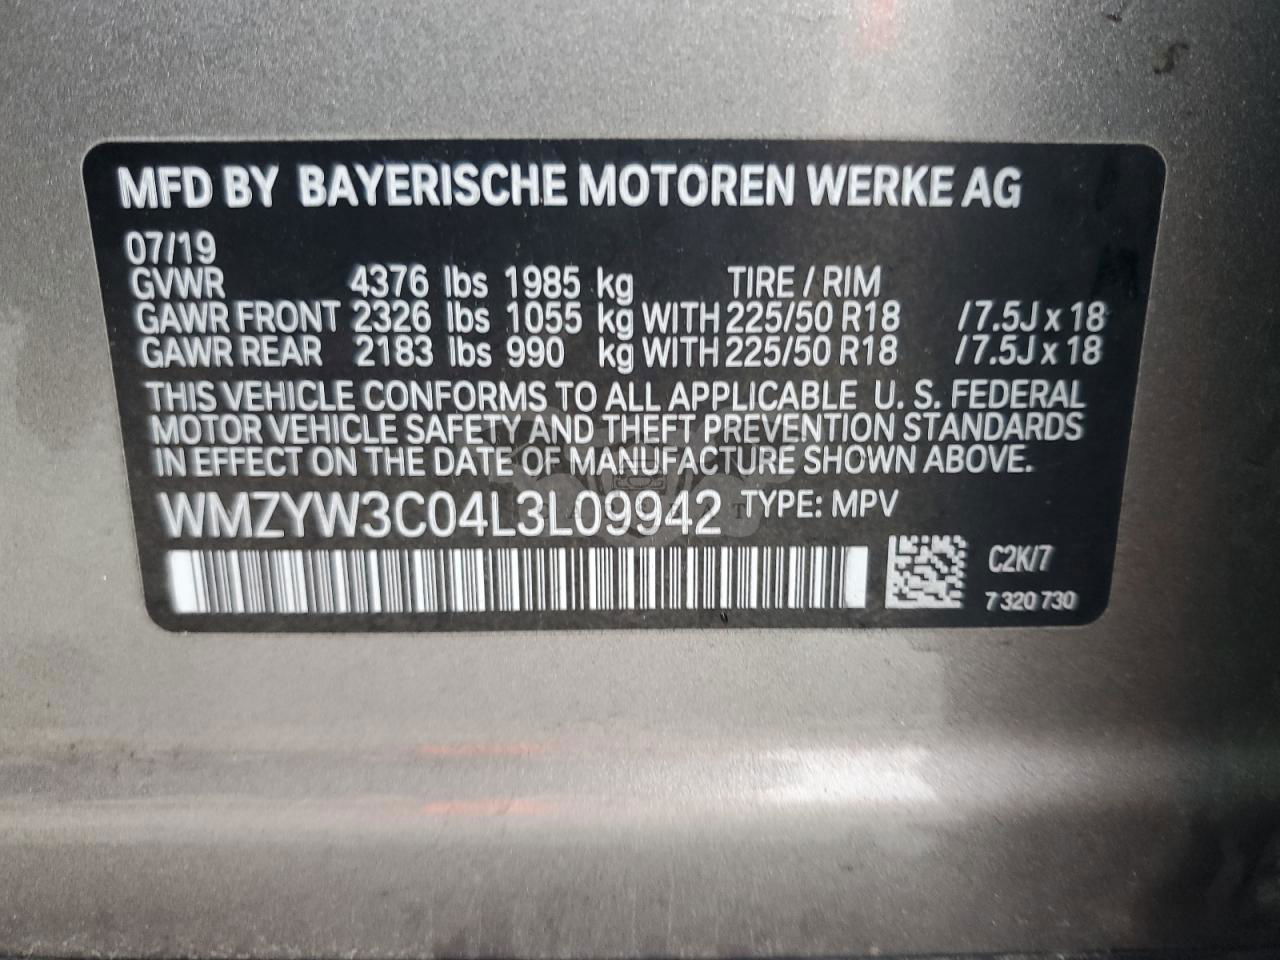 MFD BY BAYERISCHE MOTOREN WERKE AG
07/19
GVWR 4376 lbs 1985 kg TIRE / RIM
GAWR FRONT 2326 lbs 1055 kg WITH 225/50 R18 / 7.5J x 18
GAWR REAR 2183 lbs 990 kg WITH 225/50 R18 / 7.5J x 18
THIS VEHICLE CONFORMS TO ALL APPLICABLE U. S. FEDERAL
MOTOR VEHICLE SAFETY AND THEFT PREVENTION STANDARDS
IN EFFECT ON THE DATE OF MANUFACTURE SHOWN ABOVE.
WMZYW3C04L3L09942 TYPE: MPV
C2K/7
7 320 730